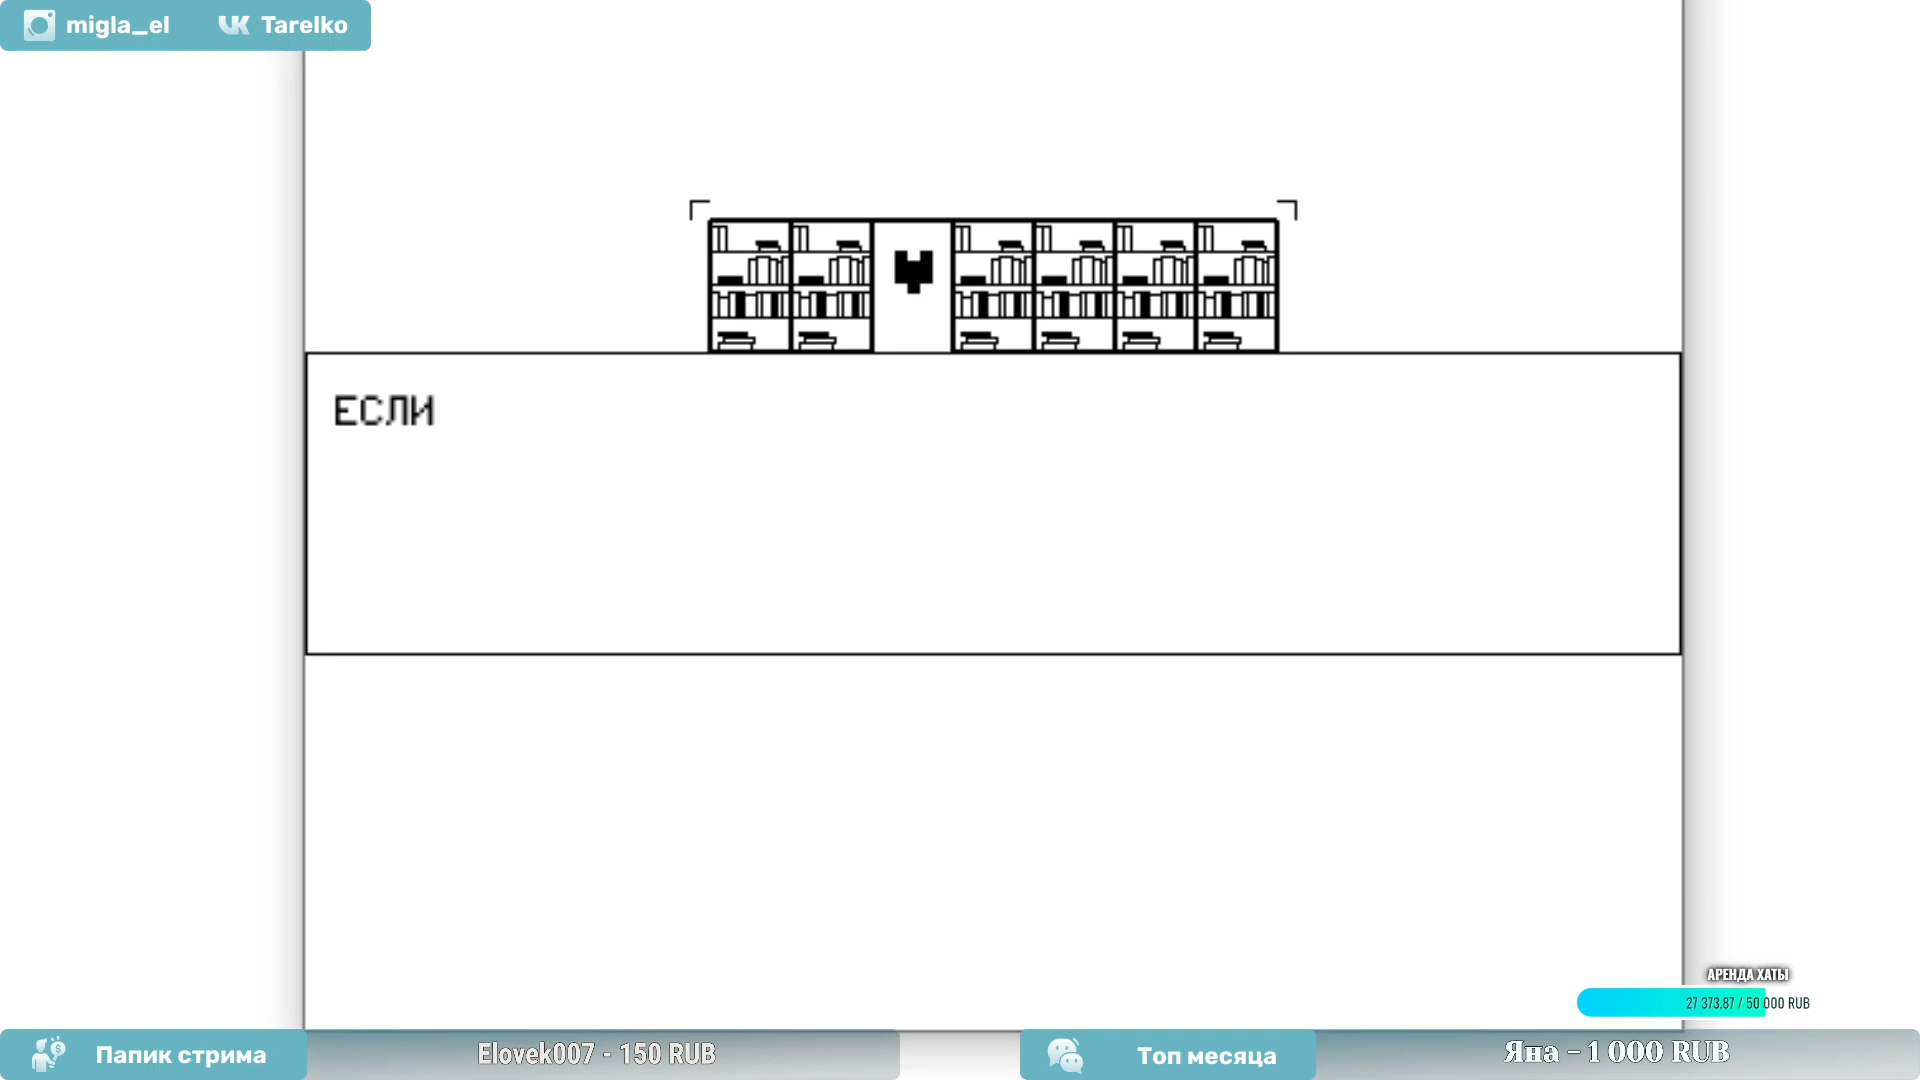 migla_el
VK Tarelko
ЕСЛИ
АРЕНДА ХАТЫ
27 373.87 / 50 000 RUB
Папик стрима
Elovek007 - 150 RUB
Топ месяца
Яна - 1 000 RUB